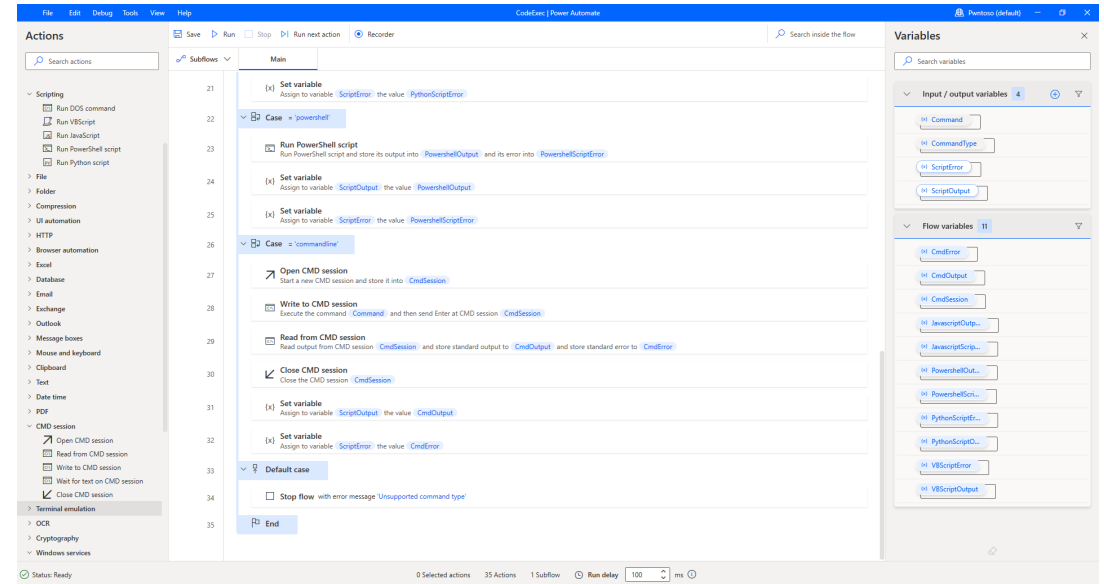 File Edit Debug Tools View Help
CodeExec | Power Automate
Pwntoso (default)
Actions
Search actions
Scripting
Run DOS command
Run VBScript
Run JavaScript
Run PowerShell script
Run Python script
File
Folder
Compression
UI automation
HTTP
Browser automation
Excel
Database
Email
Exchange
Outlook
Message boxes
Mouse and keyboard
Clipboard
Text
Date time
PDF
CMD session
Open CMD session
Read from CMD session
Write to CMD session
Wait for text on CMD session
Close CMD session
Terminal emulation
OCR
Cryptography
Windows services
Save Run Stop Run next action Recorder
Search inside the flow
Subflows Main
21 {x} Set variable
Assign to variable ScriptError the value PythonScriptError
22 Case = 'powershell'
23 Run PowerShell script
Run PowerShell script and store its output into PowershellOutput and its error into PowershellScriptError
24 {x} Set variable
Assign to variable ScriptOutput the value PowershellOutput
25 {x} Set variable
Assign to variable ScriptError the value PowershellScriptError
26 Case = 'commandline'
27 Open CMD session
Start a new CMD session and store it into CmdSession
28 Write to CMD session
Execute the command Command and then send Enter at CMD session CmdSession
29 Read from CMD session
Read output from CMD session CmdSession and store standard output to CmdOutput and store standard error to CmdError
30 Close CMD session
Close the CMD session CmdSession
31 {x} Set variable
Assign to variable ScriptOutput the value CmdOutput
32 {x} Set variable
Assign to variable ScriptError the value CmdError
33 Default case
34 Stop flow with error message 'Unsupported command type'
35 End
Variables
Search variables
Input / output variables 4
(x) Command
(x) CommandType
(x) ScriptError
(x) ScriptOutput
Flow variables 11
(x) CmdError
(x) CmdOutput
(x) CmdSession
(x) JavascriptOutp...
(x) JavascriptScrip...
(x) PowershellOut...
(x) PowershellScri...
(x) PythonScriptEr...
(x) PythonScriptO...
(x) VBScriptError
(x) VBScriptOutput
Status: Ready
0 Selected actions 35 Actions 1 Subflow Run delay 100 ms